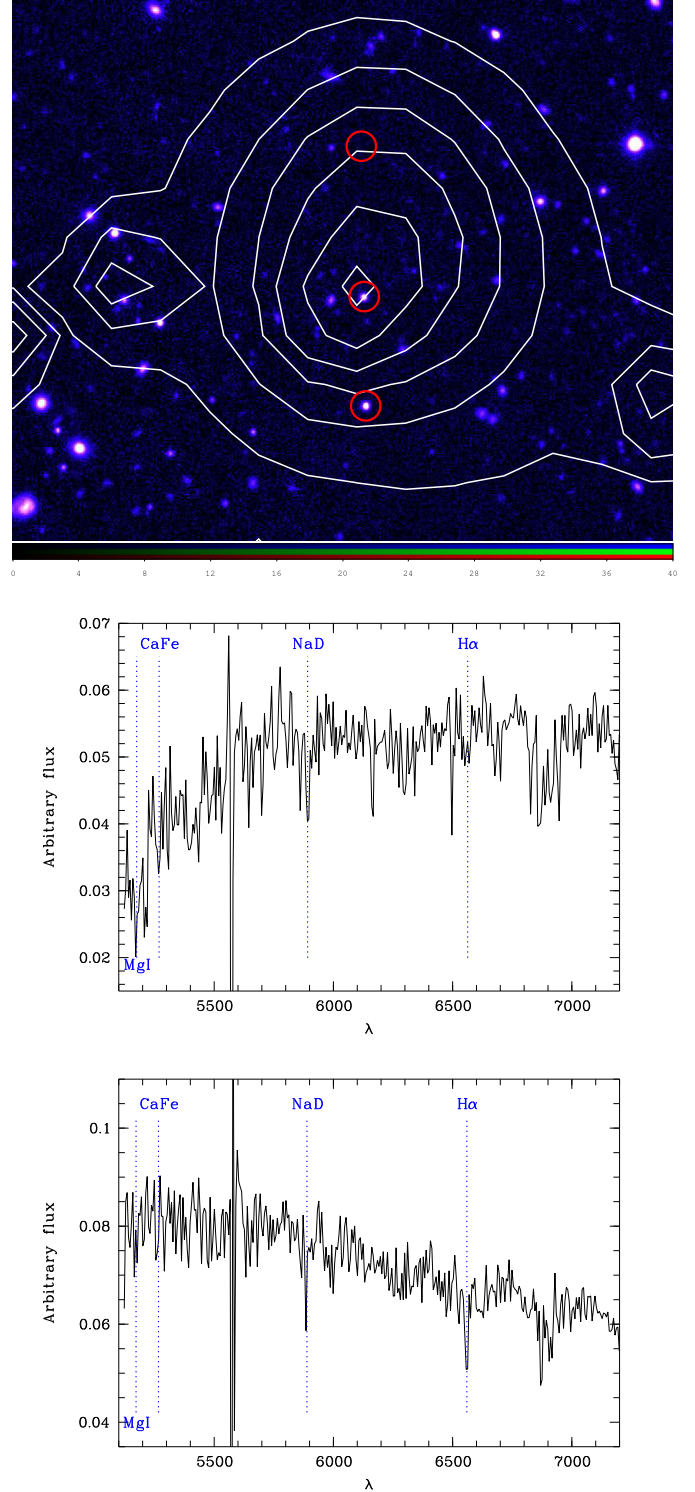 0 4 8 12 16 20 24 28 32 36 40
0.07
CaFe NaD Hα
0.06
0.05
0.04
0.03
0.02
MgI
5500 6000 6500 7000
λ
Arbitrary flux
CaFe NaD Hα
0.1
0.08
0.06
0.04
MgI
5500 6000 6500 7000
λ
Arbitrary flux